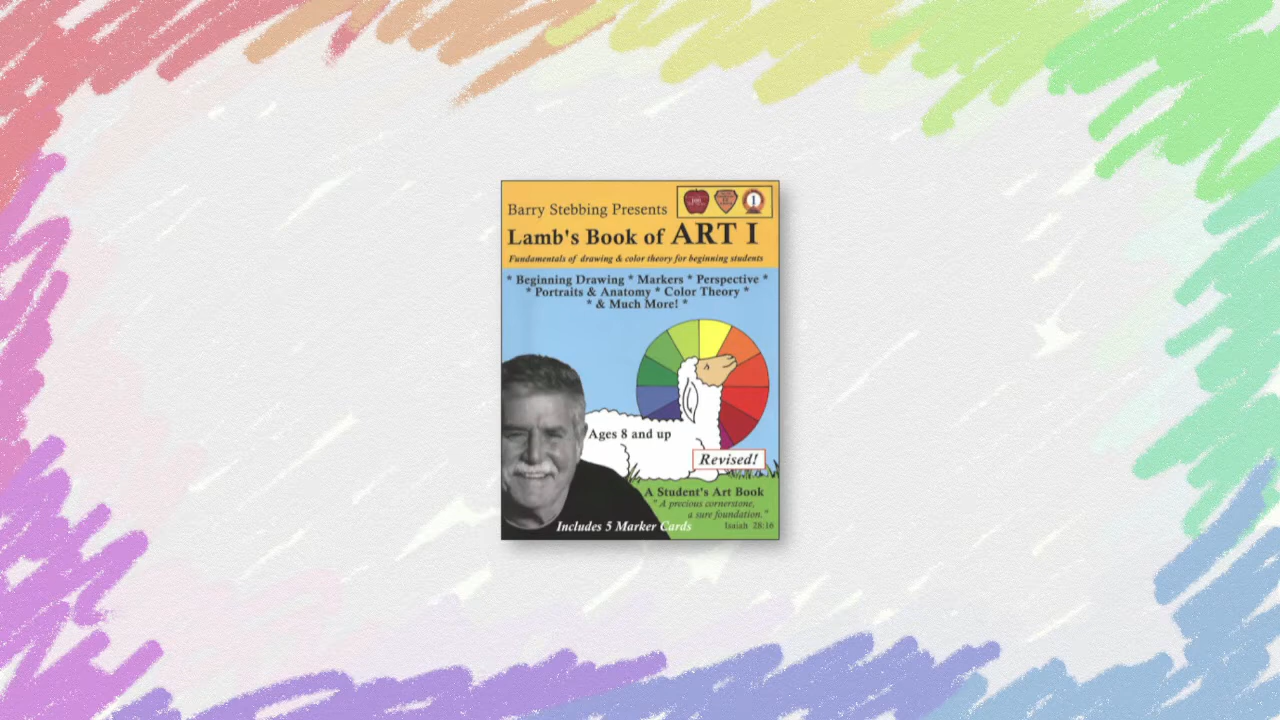 Barry Stebbing Presents
1
Lamb's Book of ART I
Fundamentals of drawing & color theory for beginning students
* Beginning Drawing * Markers * Perspective *
* Portraits & Anatomy * Color Theory *
* & Much More! *
Ages 8 and up
Revised!
A Student's Art Book
"A precious cornerstone,
a sure foundation."
Isaiah 28:16
Includes 5 Marker Cards